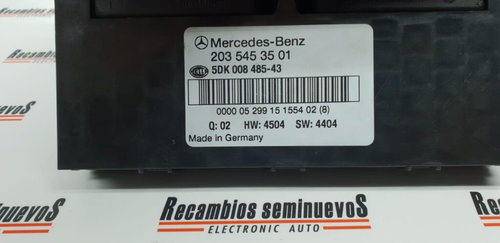 Mercedes-Benz
203 545 35 01
HELLA 5DK 008 485-43
0000 05 299 15 1554 02 (8)
Q: 02 HW: 4504 SW: 4404
Made in Germany
Recambios seminuevoS
ELECTRONIC AUTO